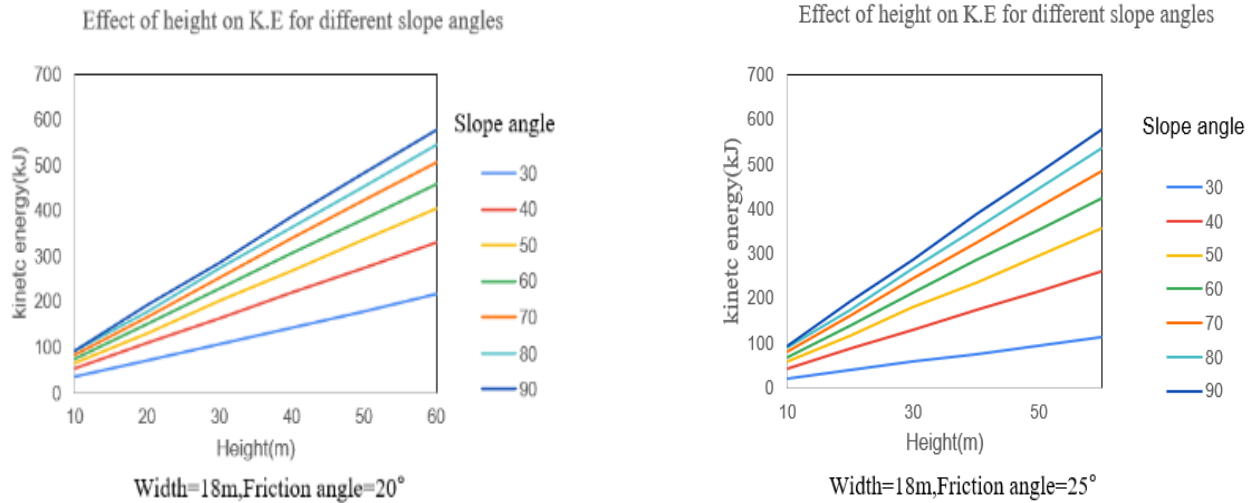 Effect of height on K.E for different slope angles
700
600
500
400
300
200
100
0
kinetc energy(kJ)
10 20 30 40 50 60
Height(m)
Slope angle
30
40
50
60
70
80
90
Width=18m,Friction angle=20°
Effect of height on K.E for different slope angles
700
600
500
400
300
200
100
0
kinetc energy(kJ)
10 30 50
Height(m)
Slope angle
30
40
50
60
70
80
90
Width=18m,Friction angle=25°